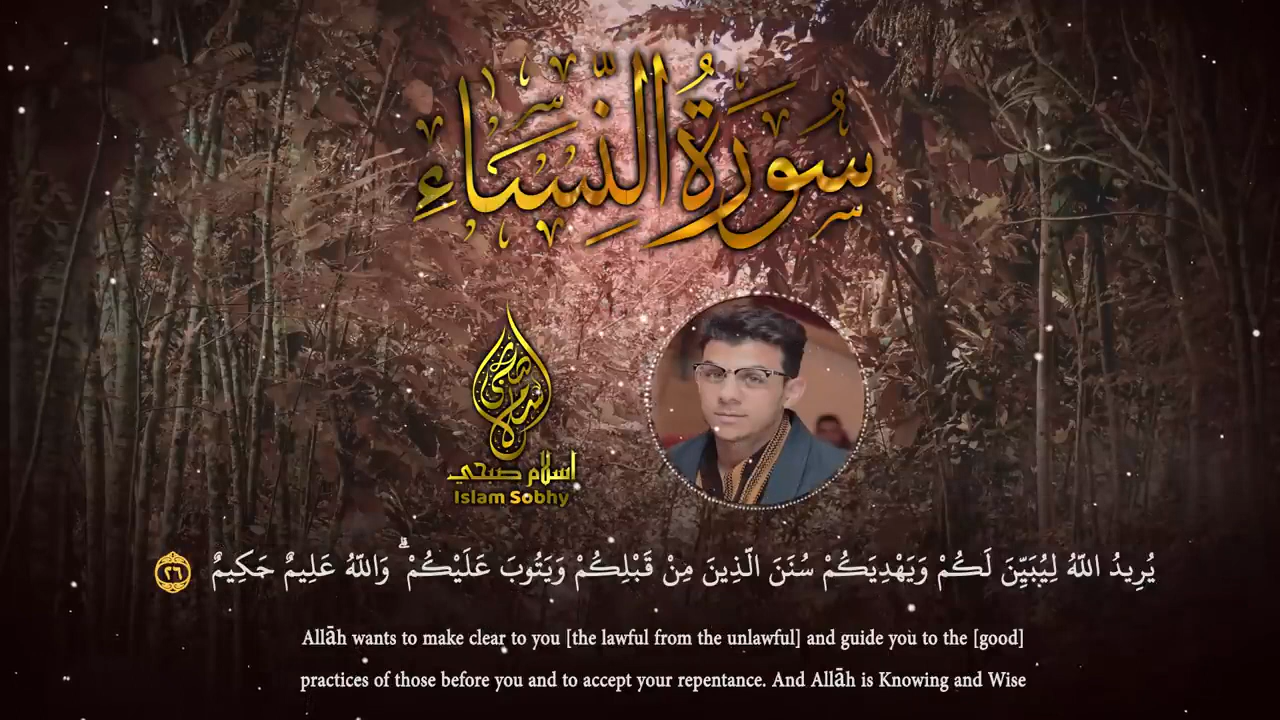 سُورَةُ النِّسَاءِ
اسلام صبحي
اسلام صبحي
Islam Sobhy
يُرِيدُ اللَّهُ لِيُبَيِّنَ لَكُمْ وَيَهْدِيَكُمْ سُنَنَ الَّذِينَ مِنْ قَبْلِكُمْ وَيَتُوبَ عَلَيْكُمْ ۗ وَاللَّهُ عَلِيمٌ حَكِيمٌ ٢٦
Allāh wants to make clear to you [the lawful from the unlawful] and guide you to the [good]
practices of those before you and to accept your repentance. And Allāh is Knowing and Wise